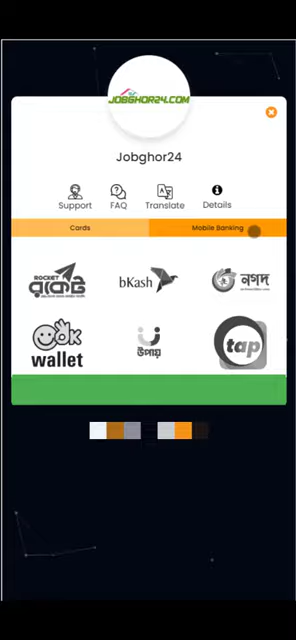 JOBGHOR24.COM
Jobghor24
Support FAQ Translate Details
Cards Mobile Banking
ROCKET
রকেট
bKash
নগদ
ok
wallet
উপায়
tap